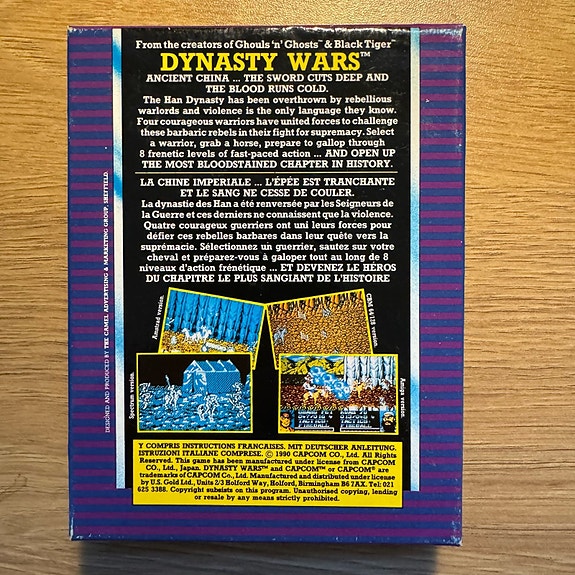 From the creators of Ghouls 'n' Ghosts™ & Black Tiger™
DYNASTY WARS™
ANCIENT CHINA ... THE SWORD CUTS DEEP AND
THE BLOOD RUNS COLD.
The Han Dynasty has been overthrown by rebellious
warlords and violence is the only language they know.
Four courageous warriors have united forces to challenge
these barbaric rebels in their fight for supremacy. Select
a warrior, grab a horse, prepare to gallop through
8 frenetic levels of fast-paced action ... AND OPEN UP
THE MOST BLOODSTAINED CHAPTER IN HISTORY.
LA CHINE IMPERIALE ... L'ÉPÉE EST TRANCHANTE
ET LE SANG NE CESSE DE COULER.
La dynastie des Han a été renversée par les Seigneurs de
la Guerre et ces derniers ne connaissent que la violence.
Quatre courageux guerriers ont uni leurs forces pour
défier ces rebelles barbares dans leur quête vers la
suprémacie. Sélectionnez un guerrier, sautez sur votre
cheval et préparez-vous à galoper tout au long de 8
niveaux d'action frénétique ... ET DEVENEZ LE HÉROS
DU CHAPITRE LE PLUS SANGIANT DE L'HISTOIRE
Amstrad version.
CBM 64/128 version.
Spectrum version.
Amiga version.
Y COMPRIS INSTRUCTIONS FRANCAISES. MIT DEUTSCHER ANLEITUNG.
ISTRUZIONI ITALIANE COMPRESE. © 1990 CAPCOM CO., Ltd. All Rights
Reserved. This game has been manufactured under license from CAPCOM
CO., Ltd., Japan. DYNASTY WARS™ and CAPCOM™ or CAPCOM® are
trademarks of CAPCOM Co., Ltd. Manufactured and distributed under license
by U.S. Gold Ltd., Units 2/3 Holford Way, Holford, Birmingham B6 7AX. Tel: 021
625 3388. Copyright subsists on this program. Unauthorised copying, lending
or resale by any means strictly prohibited.
DESIGNED AND PRODUCED BY THE CAMEL ADVERTISING & MARKETING GROUP, SHEFFIELD.